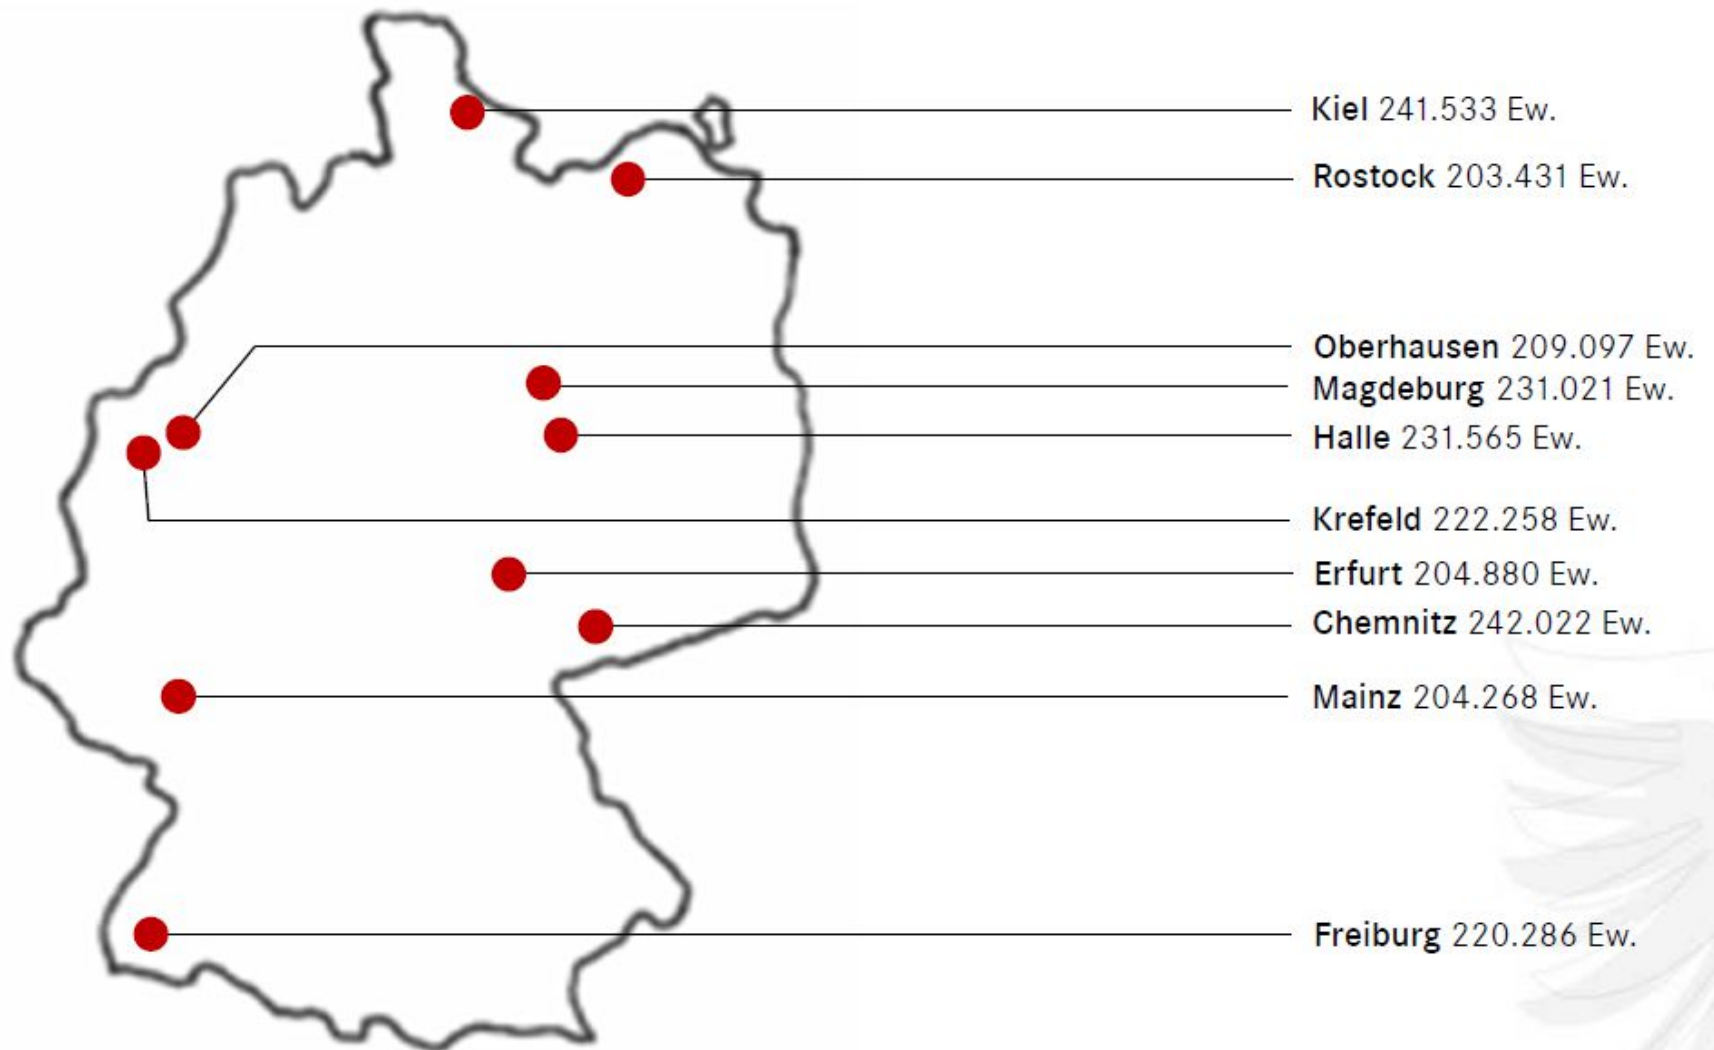 Kiel 241.533 Ew.
Rostock 203.431 Ew.
Oberhausen 209.097 Ew.
Magdeburg 231.021 Ew.
Halle 231.565 Ew.
Krefeld 222.258 Ew.
Erfurt 204.880 Ew.
Chemnitz 242.022 Ew.
Mainz 204.268 Ew.
Freiburg 220.286 Ew.